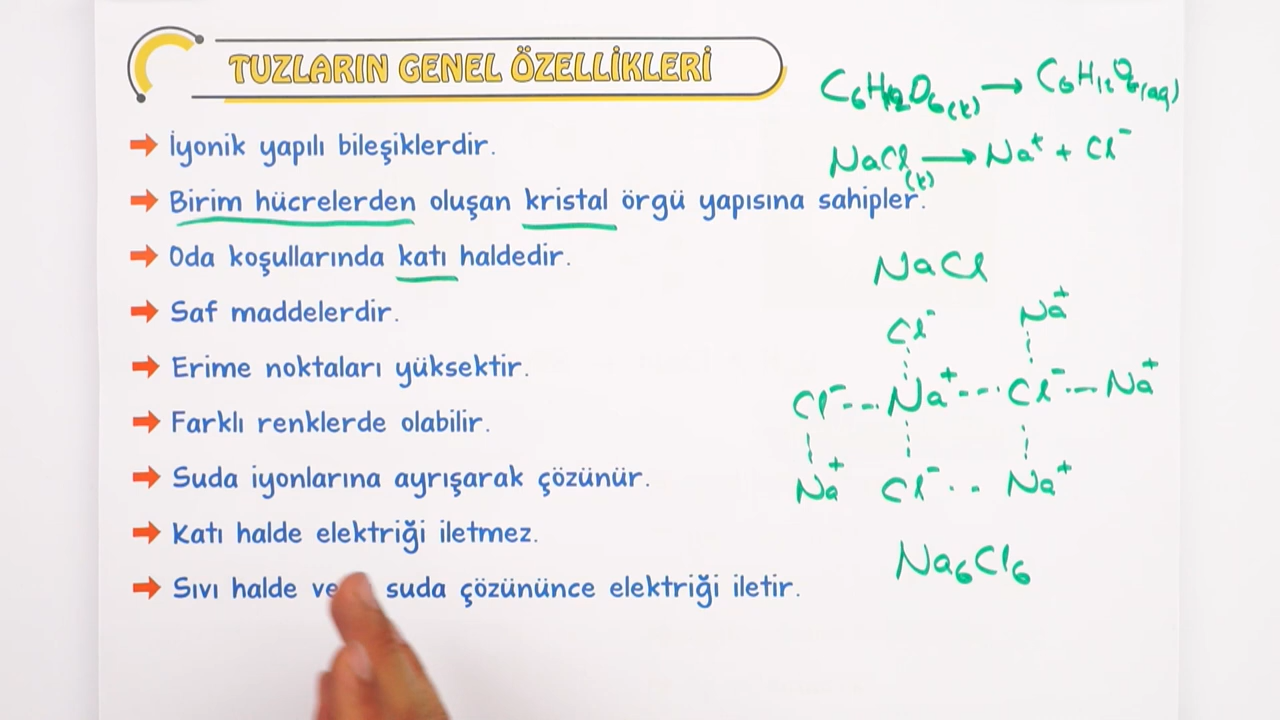 TUZLARIN GENEL ÖZELLİKLERİ
C6H12O6(k) → C6H12O6(aq)
İyonik yapılı bileşiklerdir.
NaCl(k) → Na+ + Cl-
Birim hücrelerden oluşan kristal örgü yapısına sahipler.
Oda koşullarında katı haldedir.
NaCl
Saf maddelerdir.
Cl- Na+
Erime noktaları yüksektir.
Cl- -- Na+ --- Cl- -- Na+
Farklı renklerde olabilir.
Suda iyonlarına ayrışarak çözünür.
Na+ Cl- -- Na+
Katı halde elektriği iletmez.
Na6Cl6
Sıvı halde suda çözününce elektriği iletir.